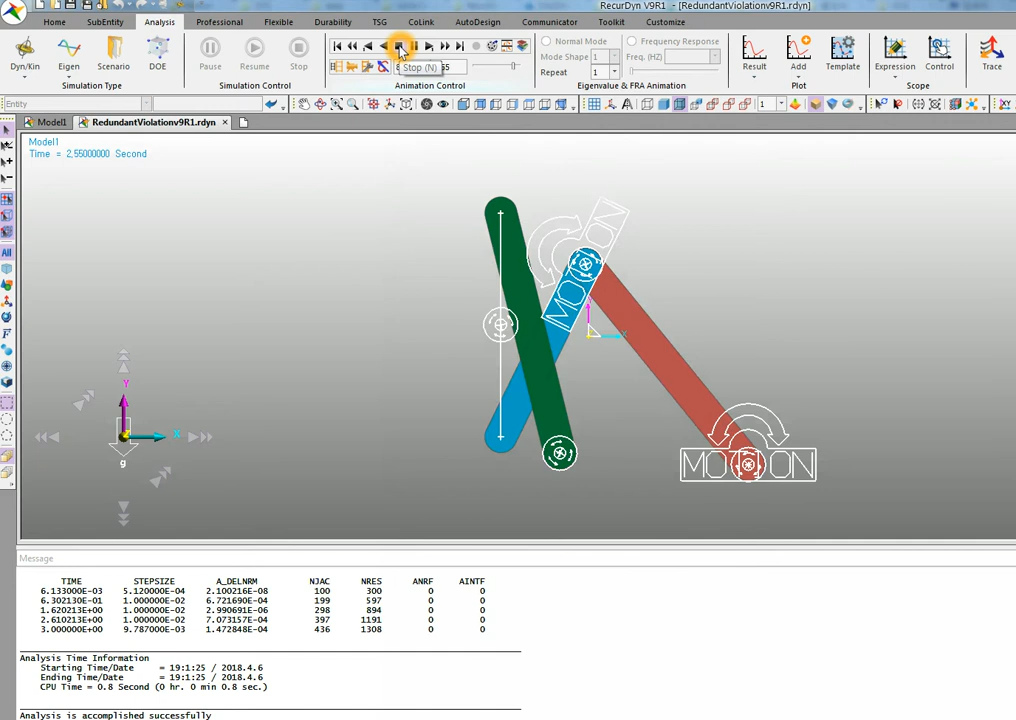 RecurDyn V9R1 - [RedundantViolationv9R1.rdyn]
Home SubEntity Analysis Professional Flexible Durability TSG CoLink AutoDesign Communicator Toolkit Customize
Dyn/Kin Eigen Scenario DOE Pause Resume Stop
Simulation Type Simulation Control Animation Control
Stop (N)
Normal Mode Frequency Response
Mode Shape 1 Freq. (HZ)
Repeat 1
Eigenvalue & FRA Animation
Result Add Template Expression Control Trace
Plot Scope
Entity
1
Model1 RedundantViolationv9R1.rdyn
All
Model1
Time = 2,55000000 Second
MOTION
MOTION
Y
X
g
X
Message
TIME STEPSIZE A_DELNRM NJAC NRES ANRF AINTF
6.133000E-03 5.120000E-04 2.100216E-08 100 300 0 0
6.302130E-01 1.000000E-02 6.721690E-04 199 597 0 0
1.620213E+00 1.000000E-02 2.990691E-06 298 894 0 0
2.610213E+00 1.000000E-02 7.073157E-04 397 1191 0 0
3.000000E+00 9.787000E-03 1.472848E-04 436 1308 0 0
Analysis Time Information
Starting Time/Date = 19:1:25 / 2018.4.6
Ending Time/Date = 19:1:25 / 2018.4.6
CPU Time = 0.8 Second (0 hr. 0 min 0.8 sec.)
Analysis is accomplished successfully